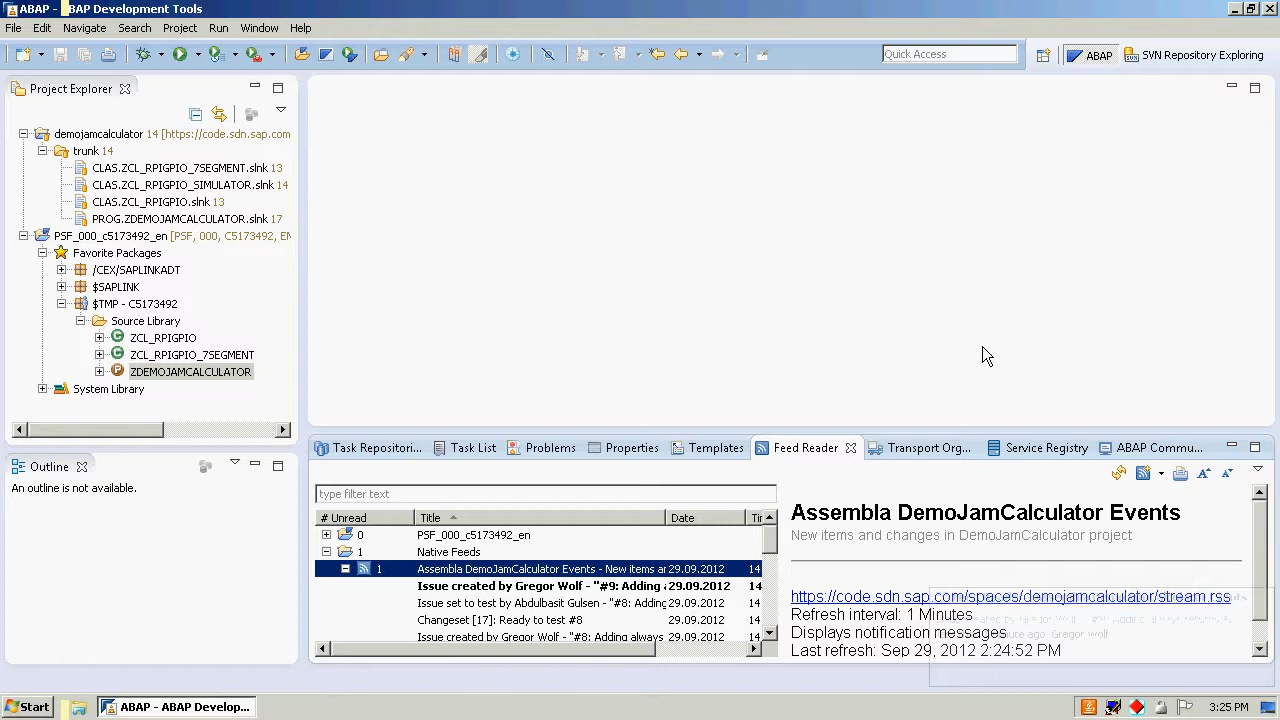 ABAP - ABAP Development Tools
File Edit Navigate Search Project Run Window Help
Quick Access
ABAP
SVN Repository Exploring
Project Explorer
demojamcalculator 14 [https://code.sdn.sap.com
trunk 14
CLAS.ZCL_RPIGPIO_7SEGMENT.slnk 13
CLAS.ZCL_RPIGPIO_SIMULATOR.slnk 14
CLAS.ZCL_RPIGPIO.slnk 13
PROG.ZDEMOJAMCALCULATOR.slnk 17
PSF_000_c5173492_en [PSF, 000, C5173492, EN
Favorite Packages
/CEX/SAPLINKADT
$SAPLINK
$TMP - C5173492
Source Library
ZCL_RPIGPIO
ZCL_RPIGPIO_7SEGMENT
ZDEMOJAMCALCULATOR
System Library
Outline
An outline is not available.
Task Repositori... Task List Problems Properties Templates Feed Reader Transport Org... Service Registry ABAP Commu...
type filter text
# Unread Title Date Tir
0 PSF_000_c5173492_en
1 Native Feeds
1 Assembla DemoJamCalculator Events - New items ar 29.09.2012 14
Issue created by Gregor Wolf - "#9: Adding 29.09.2012 14
Issue set to test by Abdulbasit Gulsen - "#8: Adding 29.09.2012 14
Changeset [17]: Ready to test #8 29.09.2012 14
Issue created by Gregor Wolf - "#8: Adding always 29.09.2012 14
Assembla DemoJamCalculator Events
New items and changes in DemoJamCalculator project
https://code.sdn.sap.com/spaces/demojamcalculator/stream.rss
Refresh interval: 1 Minutes
Displays notification messages
Last refresh: Sep 29, 2012 2:24:52 PM
Start
ABAP - ABAP Develop...
3:25 PM